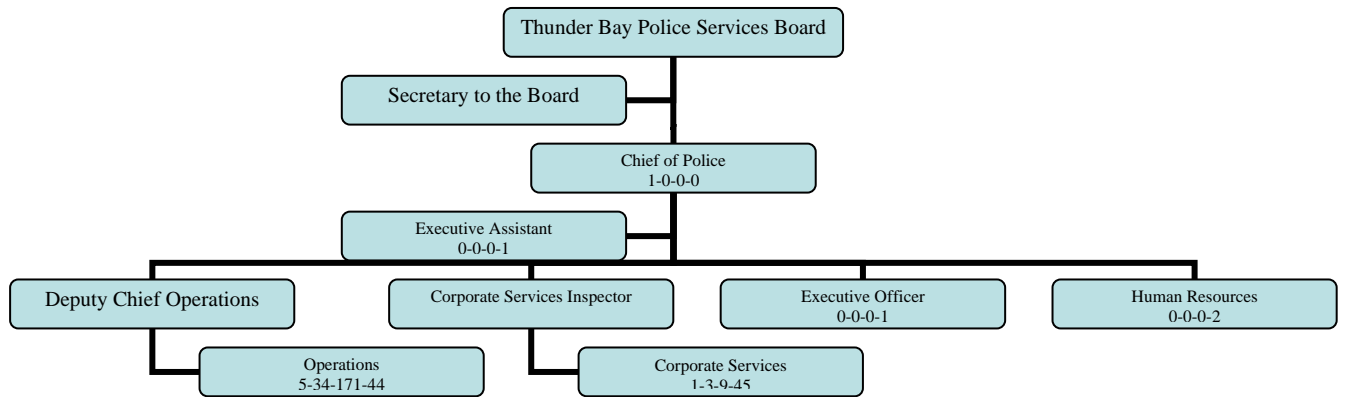 Thunder Bay Police Services Board
Secretary to the Board
Chief of Police
1-0-0-0
Executive Assistant
0-0-0-1
Deputy Chief Operations
Corporate Services Inspector
Executive Officer
0-0-0-1
Human Resources
0-0-0-2
Operations
5-34-171-44
Corporate Services
1-3-9-45